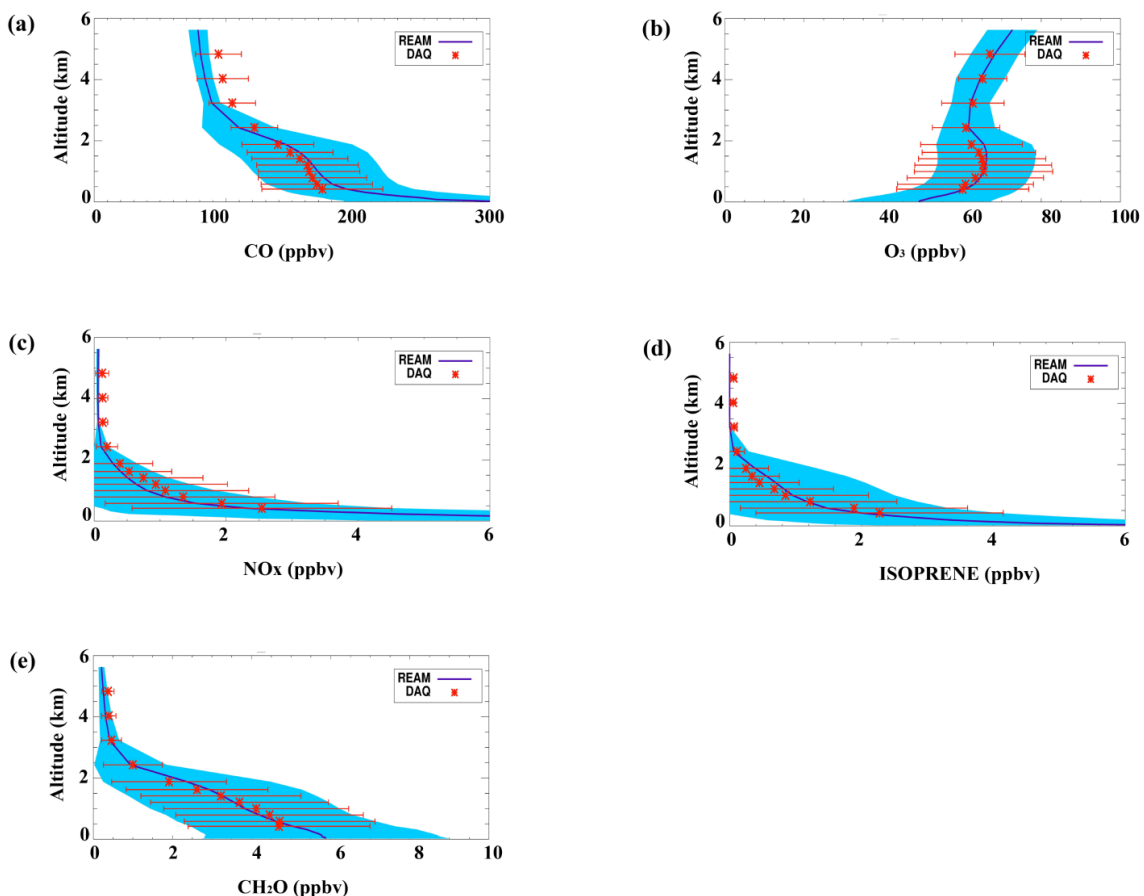 (a)
6
4
2
0
Altitude (km)
REAM
DAQ
0 100 200 300
CO (ppbv)
(b)
6
4
2
0
Altitude (km)
REAM
DAQ
0 20 40 60 80 100
O₃ (ppbv)
(c)
6
4
2
0
Altitude (km)
REAM
DAQ
0 2 4 6
NOx (ppbv)
(d)
6
4
2
0
Altitude (km)
REAM
DAQ
0 2 4 6
ISOPRENE (ppbv)
(e)
6
4
2
0
Altitude (km)
REAM
DAQ
0 2 4 6 8 10
CH₂O (ppbv)